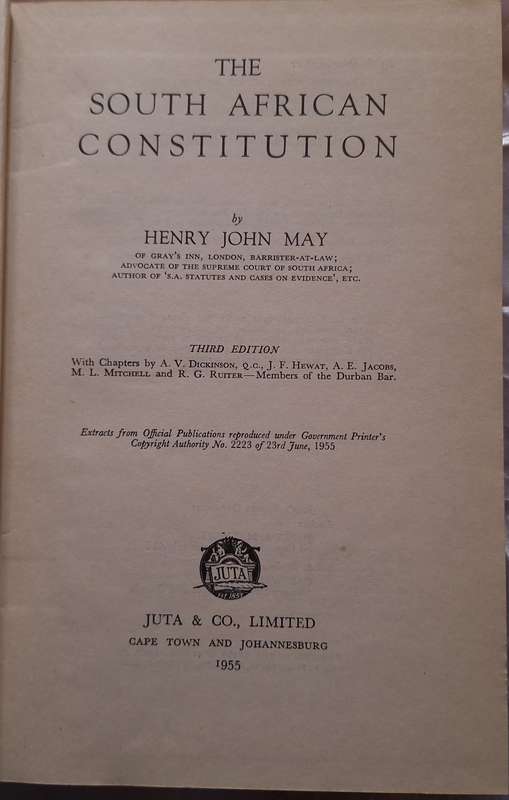 THE
SOUTH AFRICAN
CONSTITUTION
by
HENRY JOHN MAY
OF GRAY'S INN, LONDON, BARRISTER-AT-LAW;
ADVOCATE OF THE SUPREME COURT OF SOUTH AFRICA;
AUTHOR OF 'S.A. STATUTES AND CASES ON EVIDENCE', ETC.
THIRD EDITION
With Chapters by A. V. DICKINSON, Q.C., J. F. HEWAT, A. E. JACOBS,
M. L. MITCHELL and R. G. RUITER—Members of the Durban Bar.
Extracts from Official Publications reproduced under Government Printer's
Copyright Authority No. 2223 of 23rd June, 1955
JUTA
EST 1853
JUTA & CO., LIMITED
CAPE TOWN AND JOHANNESBURG
1955